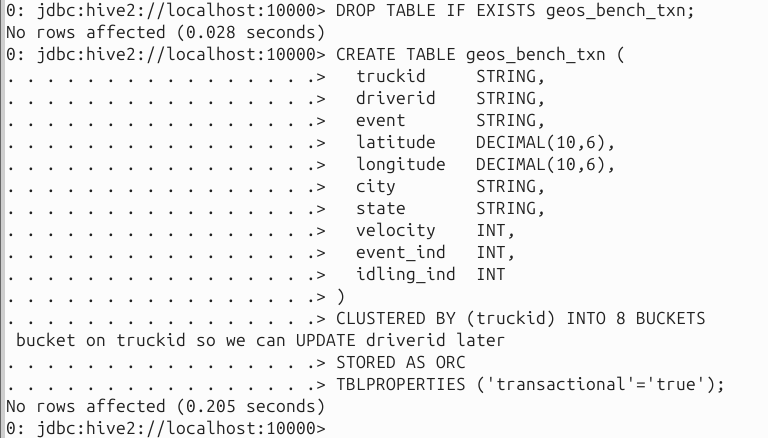 0: jdbc:hive2://localhost:10000> DROP TABLE IF EXISTS geos_bench_txn;
No rows affected (0.028 seconds)
0: jdbc:hive2://localhost:10000> CREATE TABLE geos_bench_txn (
. . . . . . . . . . . . . . . .>   truckid     STRING,
. . . . . . . . . . . . . . . .>   driverid    STRING,
. . . . . . . . . . . . . . . .>   event       STRING,
. . . . . . . . . . . . . . . .>   latitude    DECIMAL(10,6),
. . . . . . . . . . . . . . . .>   longitude   DECIMAL(10,6),
. . . . . . . . . . . . . . . .>   city        STRING,
. . . . . . . . . . . . . . . .>   state       STRING,
. . . . . . . . . . . . . . . .>   velocity    INT,
. . . . . . . . . . . . . . . .>   event_ind   INT,
. . . . . . . . . . . . . . . .>   idling_ind  INT
. . . . . . . . . . . . . . . .> )
. . . . . . . . . . . . . . . .> CLUSTERED BY (truckid) INTO 8 BUCKETS
 bucket on truckid so we can UPDATE driverid later
. . . . . . . . . . . . . . . .> STORED AS ORC
. . . . . . . . . . . . . . . .> TBLPROPERTIES ('transactional'='true');
No rows affected (0.205 seconds)
0: jdbc:hive2://localhost:10000>